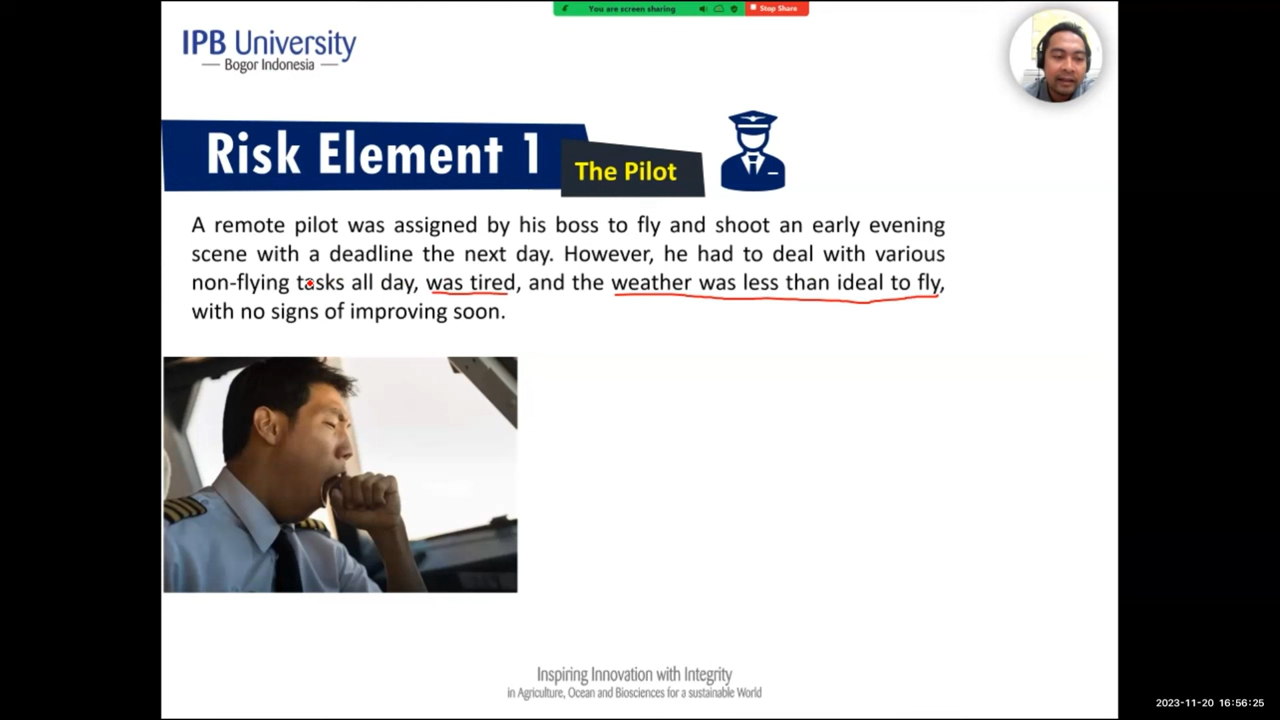 You are screen sharing
Stop Share
IPB University
Bogor Indonesia
Risk Element 1
The Pilot
A remote pilot was assigned by his boss to fly and shoot an early evening
scene with a deadline the next day. However, he had to deal with various
non-flying tasks all day, was tired, and the weather was less than ideal to fly,
with no signs of improving soon.
Inspiring Innovation with Integrity
in Agriculture, Ocean and Biosciences for a sustainable World
2023-11-20 16:56:25